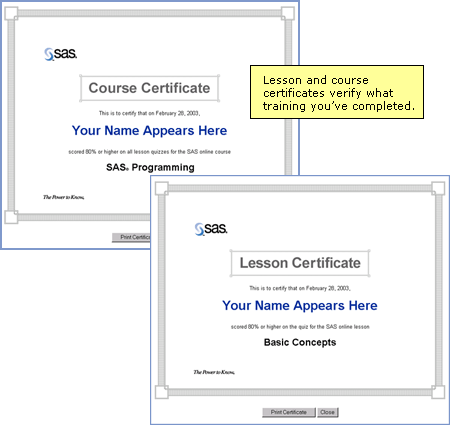 sas.
Course Certificate
This is to certify that on February 28, 2003,
Your Name Appears Here
scored 80% or higher on all lesson quizzes for the SAS online course
SAS® Programming
The Power to Know.
Print Certificate
Lesson and course
certificates verify what
training you've completed.
sas.
Lesson Certificate
This is to certify that on February 28, 2003,
Your Name Appears Here
scored 80% or higher on the quiz for the SAS online lesson
Basic Concepts
The Power to Know.
Print Certificate
Close